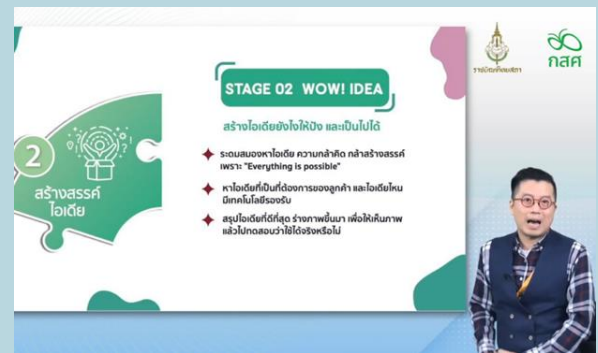 STAGE 02 WOW! IDEA
สร้างไอเดียยังไงให้ปัง และเป็นไปได้
ระดมสมองหาไอเดีย ความกล้าคิด กล้าสร้างสรรค์
เพราะ "Everything is possible"
หาไอเดียที่เป็นที่ต้องการของลูกค้า และไอเดียไหน
มีเทคโนโลยีรองรับ
สรุปไอเดียที่ดีที่สุด ร่างภาพขึ้นมา เพื่อให้เห็นภาพ
แล้วไปทดสอบว่าใช้ได้จริงหรือไม่
2
สร้างสรรค์
ไอเดีย
ราชบัณฑิตยสภา
กสศ